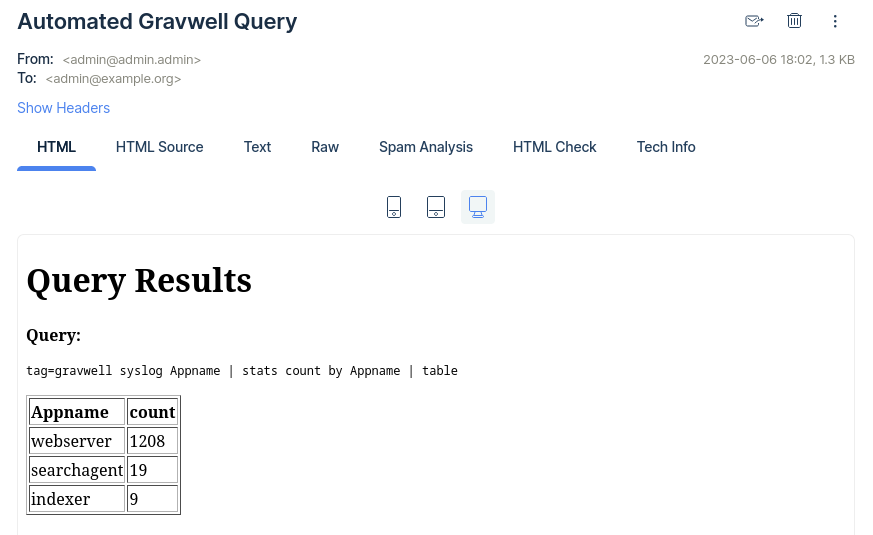 Automated Gravwell Query
From: <admin@admin.admin> 2023-06-06 18:02, 1.3 KB
To: <admin@example.org>
Show Headers
HTML HTML Source Text Raw Spam Analysis HTML Check Tech Info
Query Results
Query:
tag=gravwell syslog Appname | stats count by Appname | table
Appname count
webserver 1208
searchagent 19
indexer 9